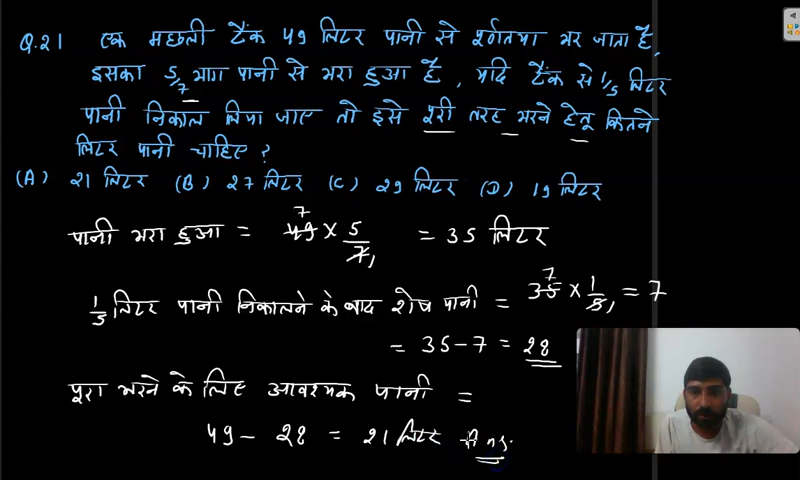 Q.21 एक मछली टैंक 49 लिटर पानी से पूर्णतया भर जाता है,
इसका 5/7 भाग पानी से भरा हुआ है, यदि टैंक से 1/5 लिटर
पानी निकाल लिया जाए तो इसे पूरी तरह भरने हेतू कितने
लिटर पानी चाहिए ?
(A) 21 लिटर (B) 27 लिटर (C) 29 लिटर (D) 19 लिटर
पानी भरा हुआ = 49 × 5/7 = 35 लिटर
1/5 लिटर पानी निकालने के बाद शेष पानी = 35 × 1/5 = 7
= 35 - 7 = 28
पूरा भरने के लिए आवश्यक पानी =
49 - 28 = 21 लिटर